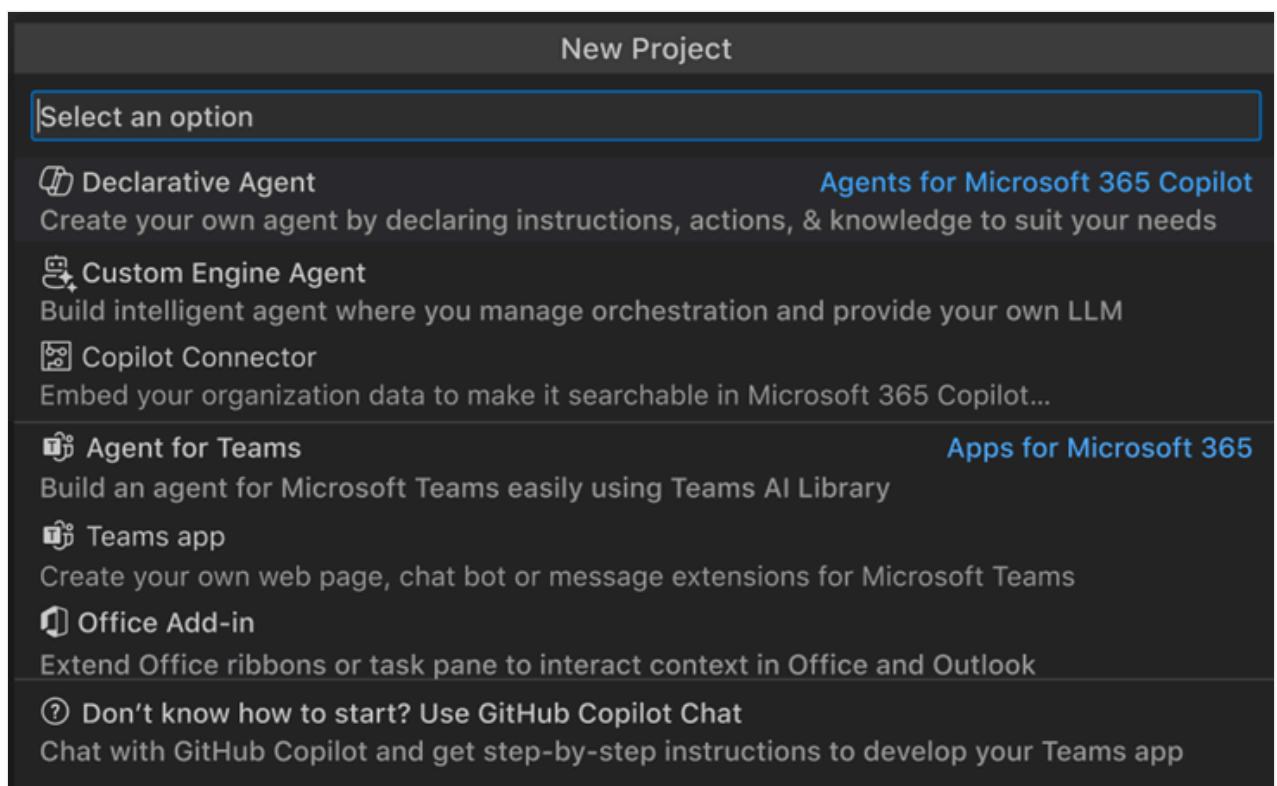 New Project
Select an option
Declarative Agent Agents for Microsoft 365 Copilot
Create your own agent by declaring instructions, actions, & knowledge to suit your needs
Custom Engine Agent
Build intelligent agent where you manage orchestration and provide your own LLM
Copilot Connector
Embed your organization data to make it searchable in Microsoft 365 Copilot...
Agent for Teams Apps for Microsoft 365
Build an agent for Microsoft Teams easily using Teams AI Library
Teams app
Create your own web page, chat bot or message extensions for Microsoft Teams
Office Add-in
Extend Office ribbons or task pane to interact context in Office and Outlook
Don't know how to start? Use GitHub Copilot Chat
Chat with GitHub Copilot and get step-by-step instructions to develop your Teams app